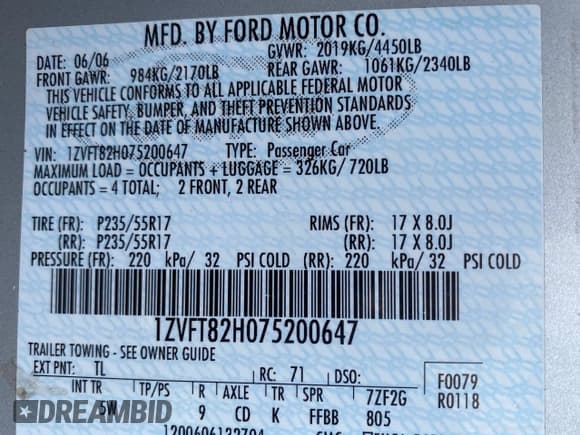 MFD. BY FORD MOTOR CO.
DATE: 06/06 GVWR: 2019KG/4450LB
FRONT GAWR: 984KG/2170LB REAR GAWR: 1061KG/2340LB
THIS VEHICLE CONFORMS TO ALL APPLICABLE FEDERAL MOTOR
VEHICLE SAFETY, BUMPER, AND THEFT PREVENTION STANDARDS
IN EFFECT ON THE DATE OF MANUFACTURE SHOWN ABOVE.
VIN: 1ZVFT82H075200647 TYPE: Passenger Car
MAXIMUM LOAD = OCCUPANTS + LUGGAGE = 326KG/ 720LB
OCCUPANTS = 4 TOTAL; 2 FRONT, 2 REAR
TIRE (FR): P235/55R17 RIMS (FR): 17 X 8.0J
(RR): P235/55R17 (RR): 17 X 8.0J
PRESSURE (FR): 220 kPa/ 32 PSI COLD (RR): 220 kPa/ 32 PSI COLD
1ZVFT82H075200647
TRAILER TOWING - SEE OWNER GUIDE
EXT PNT: TL RC: 71 DSO: F0079
INT TR TP/PS R AXLE TR SPR 7ZF2G R0118
5W 9 CD K FFBB 805
DREAMBID